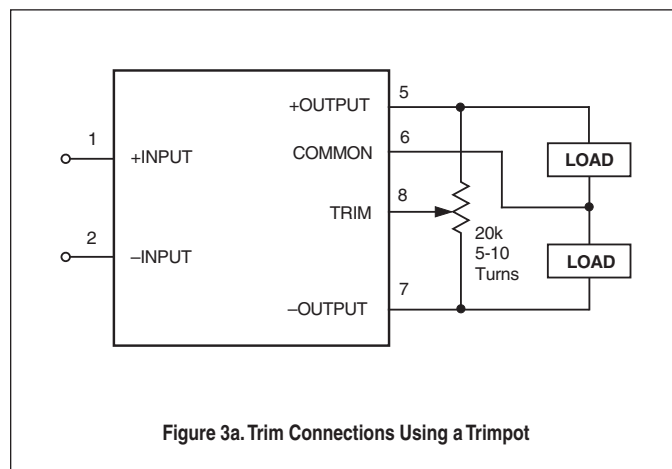 5
+OUTPUT
6
1
COMMON
+INPUT
LOAD
8
TRIM
20k
2
5-10
LOAD
Turns
–INPUT
7
–OUTPUT
Figure 3a. Trim Connections Using a Trimpot